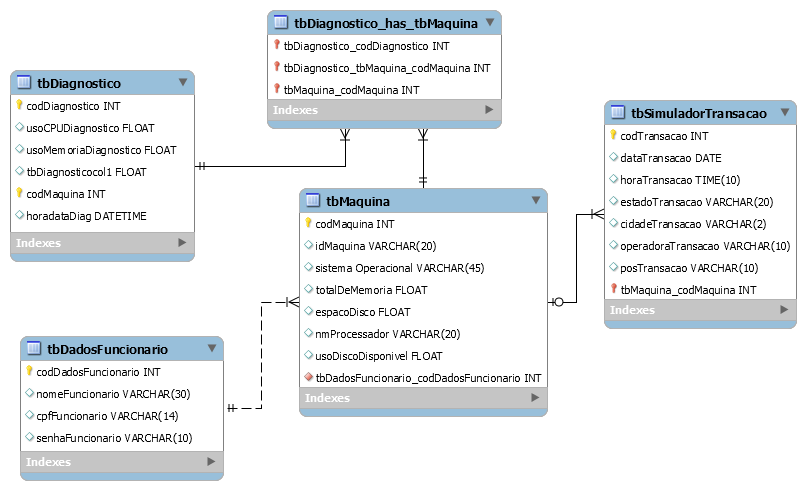 tbDiagnostico_has_tbMaquina
tbDiagnostico_codDiagnostico INT
tbDiagnostico_tbMaquina_codMaquina INT
tbMaquina_codMaquina INT
Indexes
tbDiagnostico
codDiagnostico INT
usoCPUDiagnostico FLOAT
usoMemoriaDiagnostico FLOAT
tbDiagnosticocol1 FLOAT
codMaquina INT
horadataDiag DATETIME
Indexes
tbSimuladorTransacao
codTransacao INT
dataTransacao DATE
horaTransacao TIME(10)
estadoTransacao VARCHAR(20)
cidadeTransacao VARCHAR(2)
operadoraTransacao VARCHAR(10)
posTransacao VARCHAR(10)
tbMaquina_codMaquina INT
Indexes
tbMaquina
codMaquina INT
idMaquina VARCHAR(20)
sistema Operacional VARCHAR(45)
totalDeMemoria FLOAT
espacoDisco FLOAT
nmProcessador VARCHAR(20)
usoDiscoDisponivel FLOAT
tbDadosFuncionario_codDadosFuncionario INT
Indexes
tbDadosFuncionario
codDadosFuncionario INT
nomeFuncionario VARCHAR(30)
cpfFuncionario VARCHAR(14)
senhaFuncionario VARCHAR(10)
Indexes